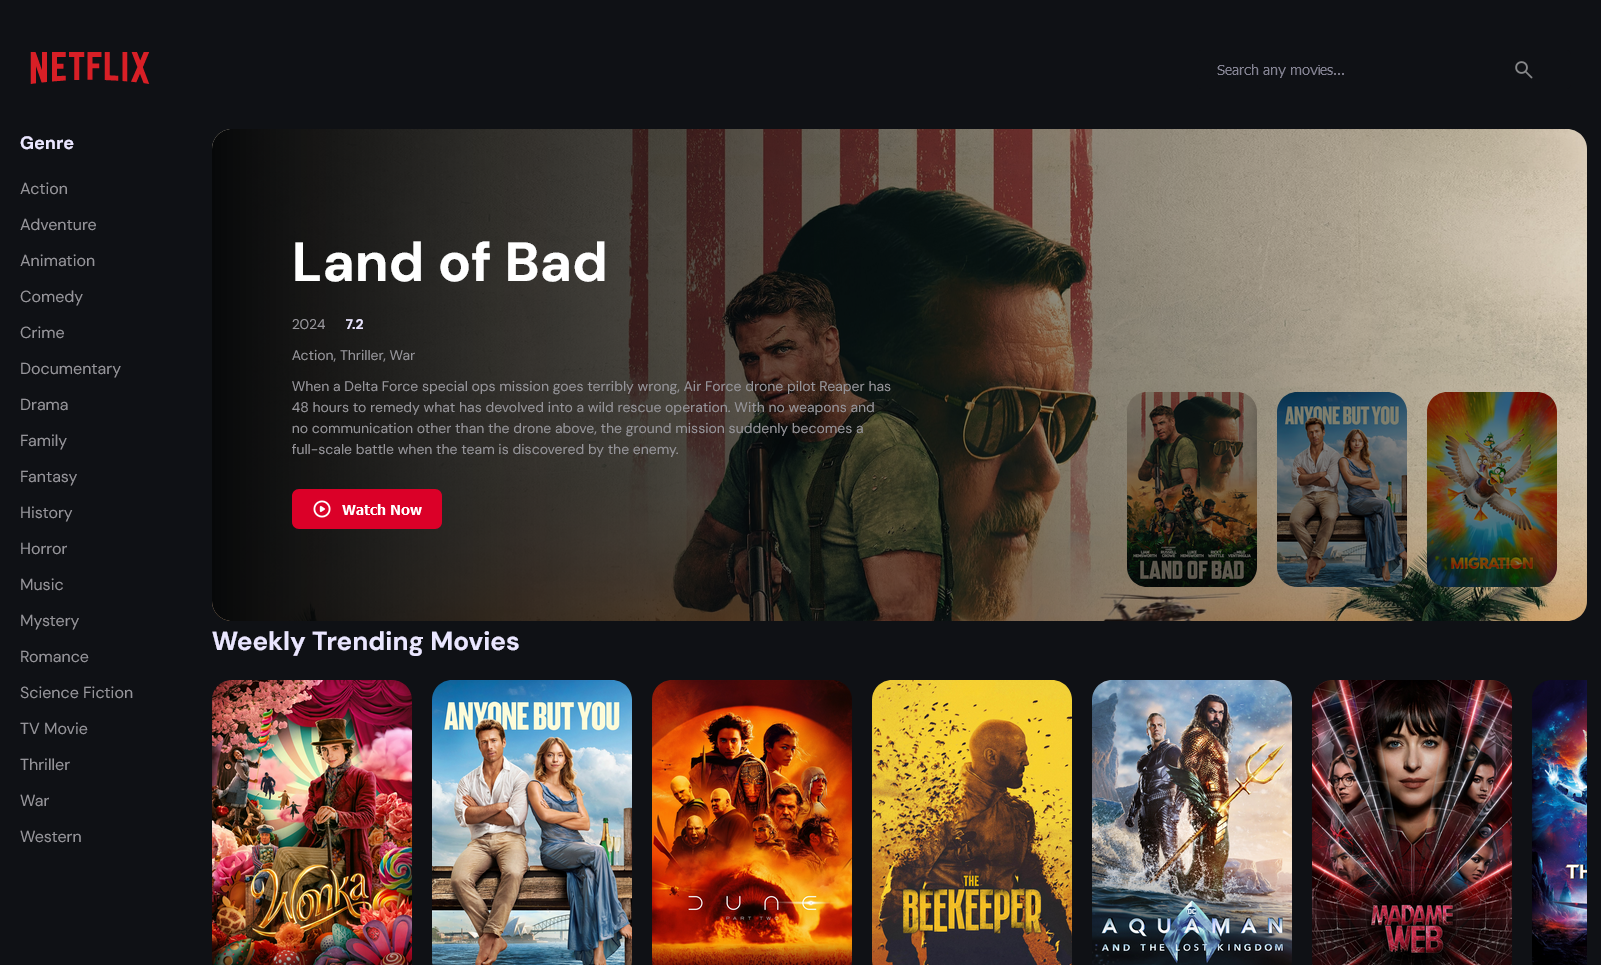 NETFLIX
Search any movies...
Genre
Action
Adventure
Animation
Comedy
Crime
Documentary
Drama
Family
Fantasy
History
Horror
Music
Mystery
Romance
Science Fiction
TV Movie
Thriller
War
Western
Land of Bad
2024 7.2
Action, Thriller, War
When a Delta Force special ops mission goes terribly wrong, Air Force drone pilot Reaper has
48 hours to remedy what has devolved into a wild rescue operation. With no weapons and
no communication other than the drone above, the ground mission suddenly becomes a
full-scale battle when the team is discovered by the enemy.
Watch Now
LAND OF BAD
ANYONE BUT YOU
MIGRATION
Weekly Trending Movies
Wonka
ANYONE BUT YOU
DUNE
PART TWO
THE
BEEKEEPER
AQUAMAN
AND THE LOST KINGDOM
MADAME
WEB